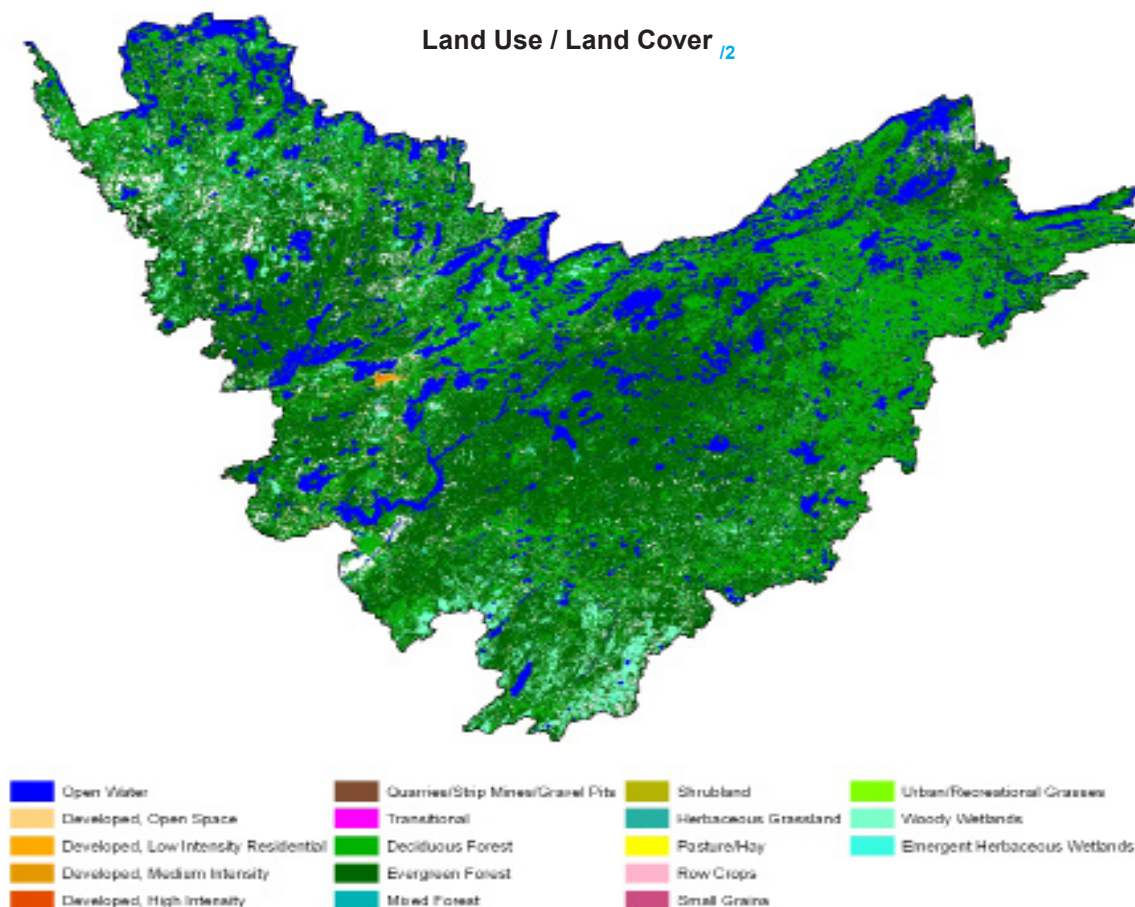 Land Use / Land Cover /2
Open Water
Developed, Open Space
Developed, Low Intensity Residential
Developed, Medium Intensity
Developed, High Intensity
Quarries/Strip Mines/Gravel Pits
Transitional
Deciduous Forest
Evergreen Forest
Mixed Forest
Shrubland
Herbaceous Grassland
Pasture/Hay
Row Crops
Small Grains
Urban/Recreational Grasses
Woody Wetlands
Emergent Herbaceous Wetlands